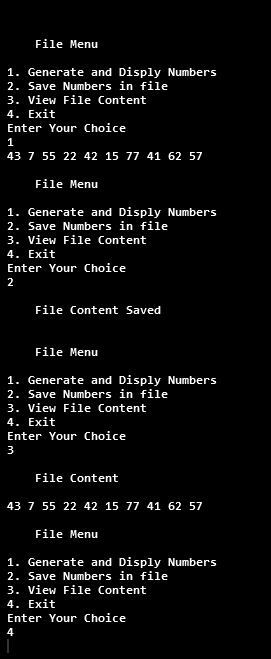 File Menu
1. Generate and Disply Numbers
2. Save Numbers in file
3. View File Content
4. Exit
Enter Your Choice
1
43 7 55 22 42 15 77 41 62 57
File Menu
1. Generate and Disply Numbers
2. Save Numbers in file
3. View File Content
4. Exit
Enter Your Choice
2
File Content Saved
File Menu
1. Generate and Disply Numbers
2. Save Numbers in file
3. View File Content
4. Exit
Enter Your Choice
3
File Content
43 7 55 22 42 15 77 41 62 57
File Menu
1. Generate and Disply Numbers
2. Save Numbers in file
3. View File Content
4. Exit
Enter Your Choice
4